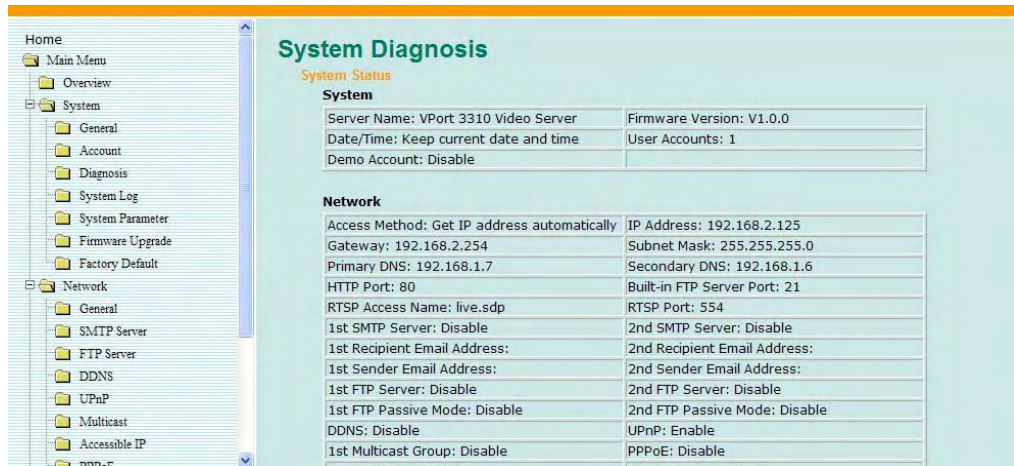 Home
Main Menu
Overview
System
General
Account
Diagnosis
System Log
System Parameter
Firmware Upgrade
Factory Default
Network
General
SMTP Server
FTP Server
DDNS
UPnP
Multicast
Accessible IP
PPPoE
System Diagnosis
System Status
System
Server Name: VPort 3310 Video Server Firmware Version: V1.0.0
Date/Time: Keep current date and time User Accounts: 1
Demo Account: Disable
Network
Access Method: Get IP address automatically IP Address: 192.168.2.125
Gateway: 192.168.2.254 Subnet Mask: 255.255.255.0
Primary DNS: 192.168.1.7 Secondary DNS: 192.168.1.6
HTTP Port: 80 Built-in FTP Server Port: 21
RTSP Access Name: live.sdp RTSP Port: 554
1st SMTP Server: Disable 2nd SMTP Server: Disable
1st Recipient Email Address: 2nd Recipient Email Address:
1st Sender Email Address: 2nd Sender Email Address:
1st FTP Server: Disable 2nd FTP Server: Disable
1st FTP Passive Mode: Disable 2nd FTP Passive Mode: Disable
DDNS: Disable UPnP: Enable
1st Multicast Group: Disable PPPoE: Disable